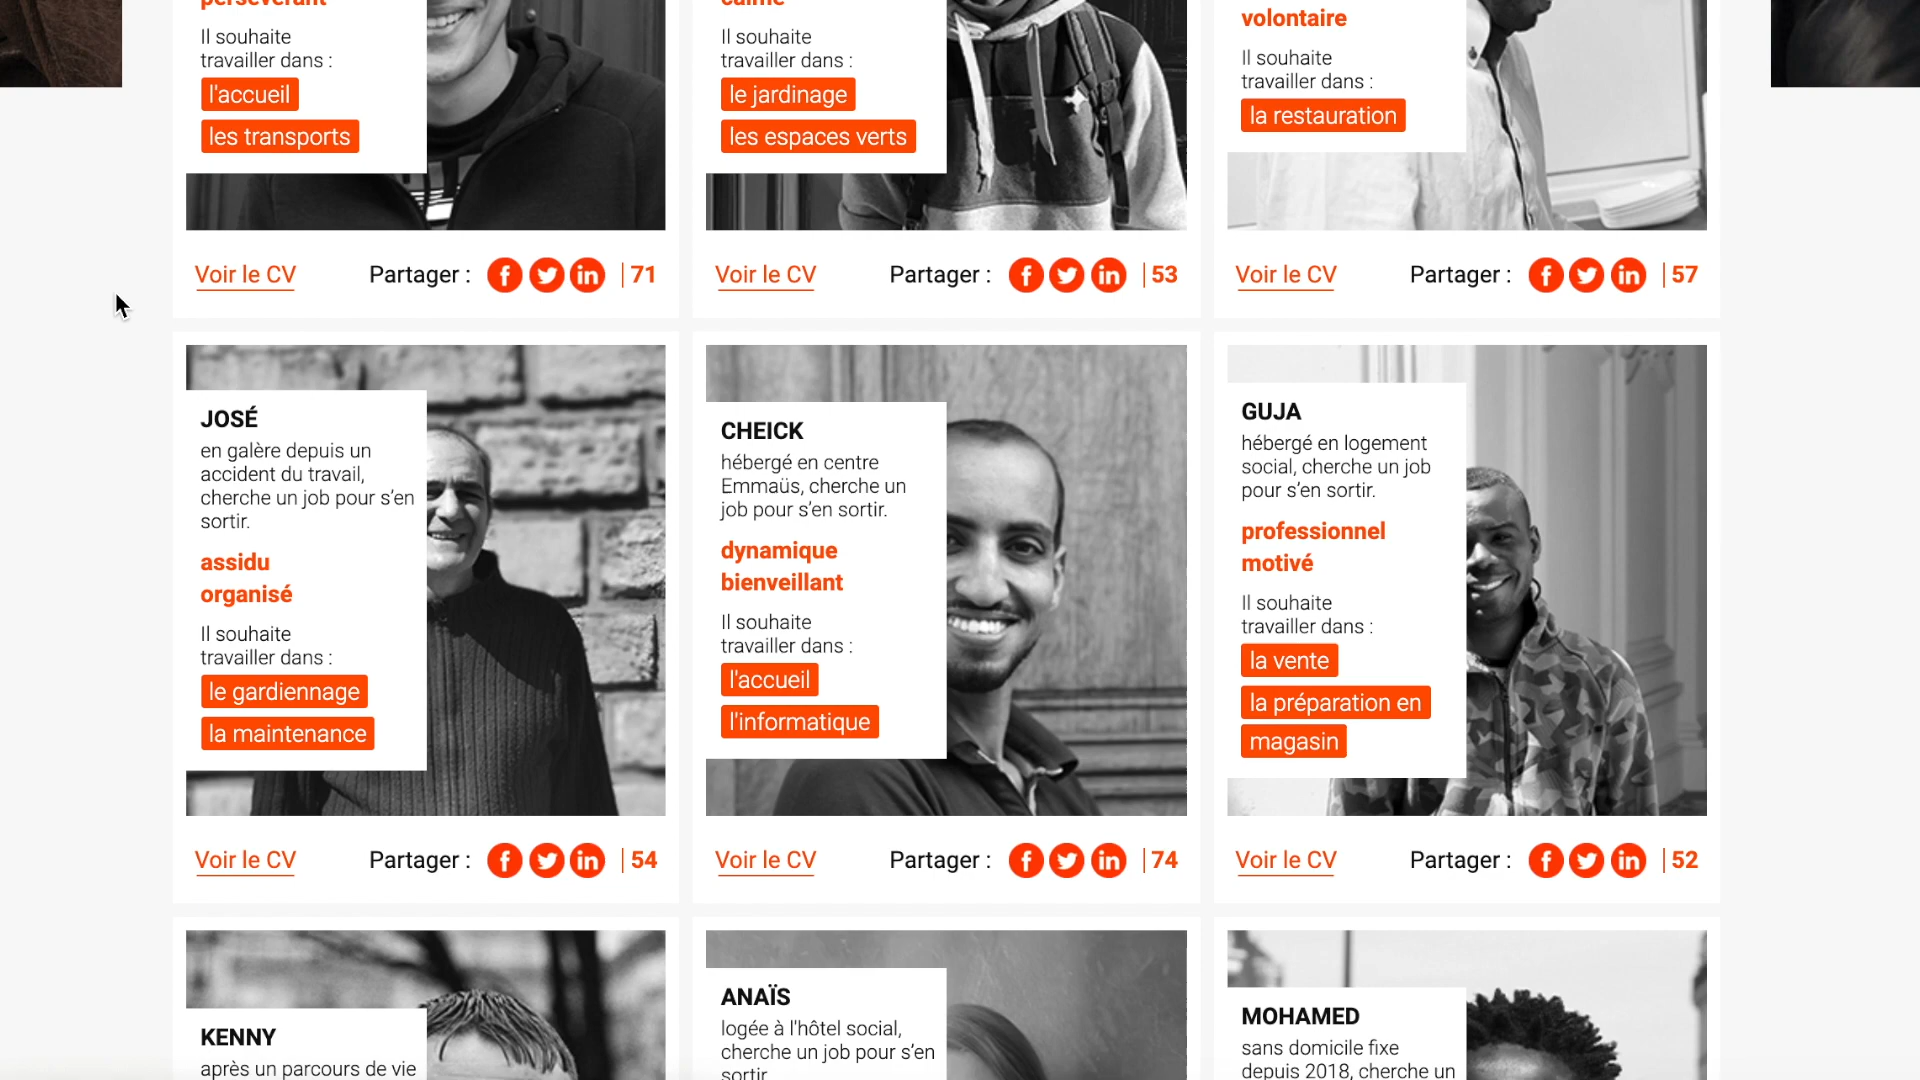 persévérant
Il souhaite
travailler dans :
l'accueil
les transports
Voir le CV
Partager :
71
calme
Il souhaite
travailler dans :
le jardinage
les espaces verts
Voir le CV
Partager :
53
volontaire
Il souhaite
travailler dans :
la restauration
Voir le CV
Partager :
57
JOSÉ
en galère depuis un
accident du travail,
cherche un job pour s’en
sortir.
assidu
organisé
Il souhaite
travailler dans :
le gardiennage
la maintenance
Voir le CV
Partager :
54
CHEICK
hébergé en centre
Emmaüs, cherche un
job pour s’en sortir.
dynamique
bienveillant
Il souhaite
travailler dans :
l'accueil
l'informatique
Voir le CV
Partager :
74
GUJA
hébergé en logement
social, cherche un job
pour s’en sortir.
professionnel
motivé
Il souhaite
travailler dans :
la vente
la préparation en
magasin
Voir le CV
Partager :
52
KENNY
après un parcours de vie
ANAÏS
logée à l'hôtel social,
cherche un job pour s’en
sortir
MOHAMED
sans domicile fixe
depuis 2018, cherche un